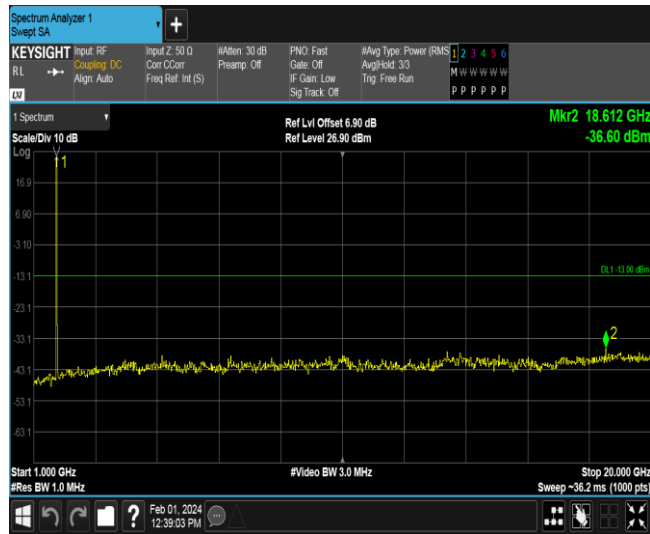 Spectrum Analyzer 1
Swept SA
+
KEYSIGHT
RL
LXI
Input: RF
Coupling: DC
Align: Auto
Input Z: 50 Ω
Corr CCorr
Freq Ref: Int (S)
#Atten: 30 dB
Preamp: Off
PNO: Fast
Gate: Off
IF Gain: Low
Sig Track: Off
#Avg Type: Power (RMS
Avg|Hold: 3/3
Trig: Free Run
1 2 3 4 5 6
M W W W W W
P P P P P P
1 Spectrum
Scale/Div 10 dB
Log
Ref Lvl Offset 6.90 dB
Ref Level 26.90 dBm
Mkr2 18.612 GHz
-36.60 dBm
1
16.9
6.90
-3.10
-13.1
DL1 -13.00 dBm
-23.1
-33.1
2
-43.1
-53.1
-63.1
Start 1.000 GHz
#Res BW 1.0 MHz
#Video BW 3.0 MHz
Stop 20.000 GHz
Sweep ~36.2 ms (1000 pts)
?
Feb 01, 2024
12:39:03 PM